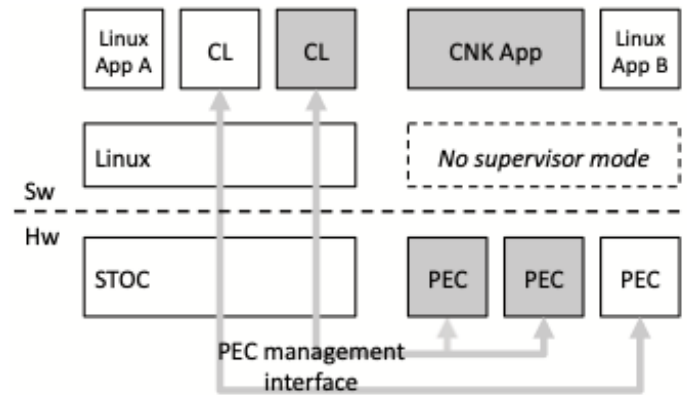 Linux
App A
CL
CL
CNK App
Linux
App B
Linux
No supervisor mode
Sw
Hw
STOC
PEC
PEC
PEC
PEC management
interface